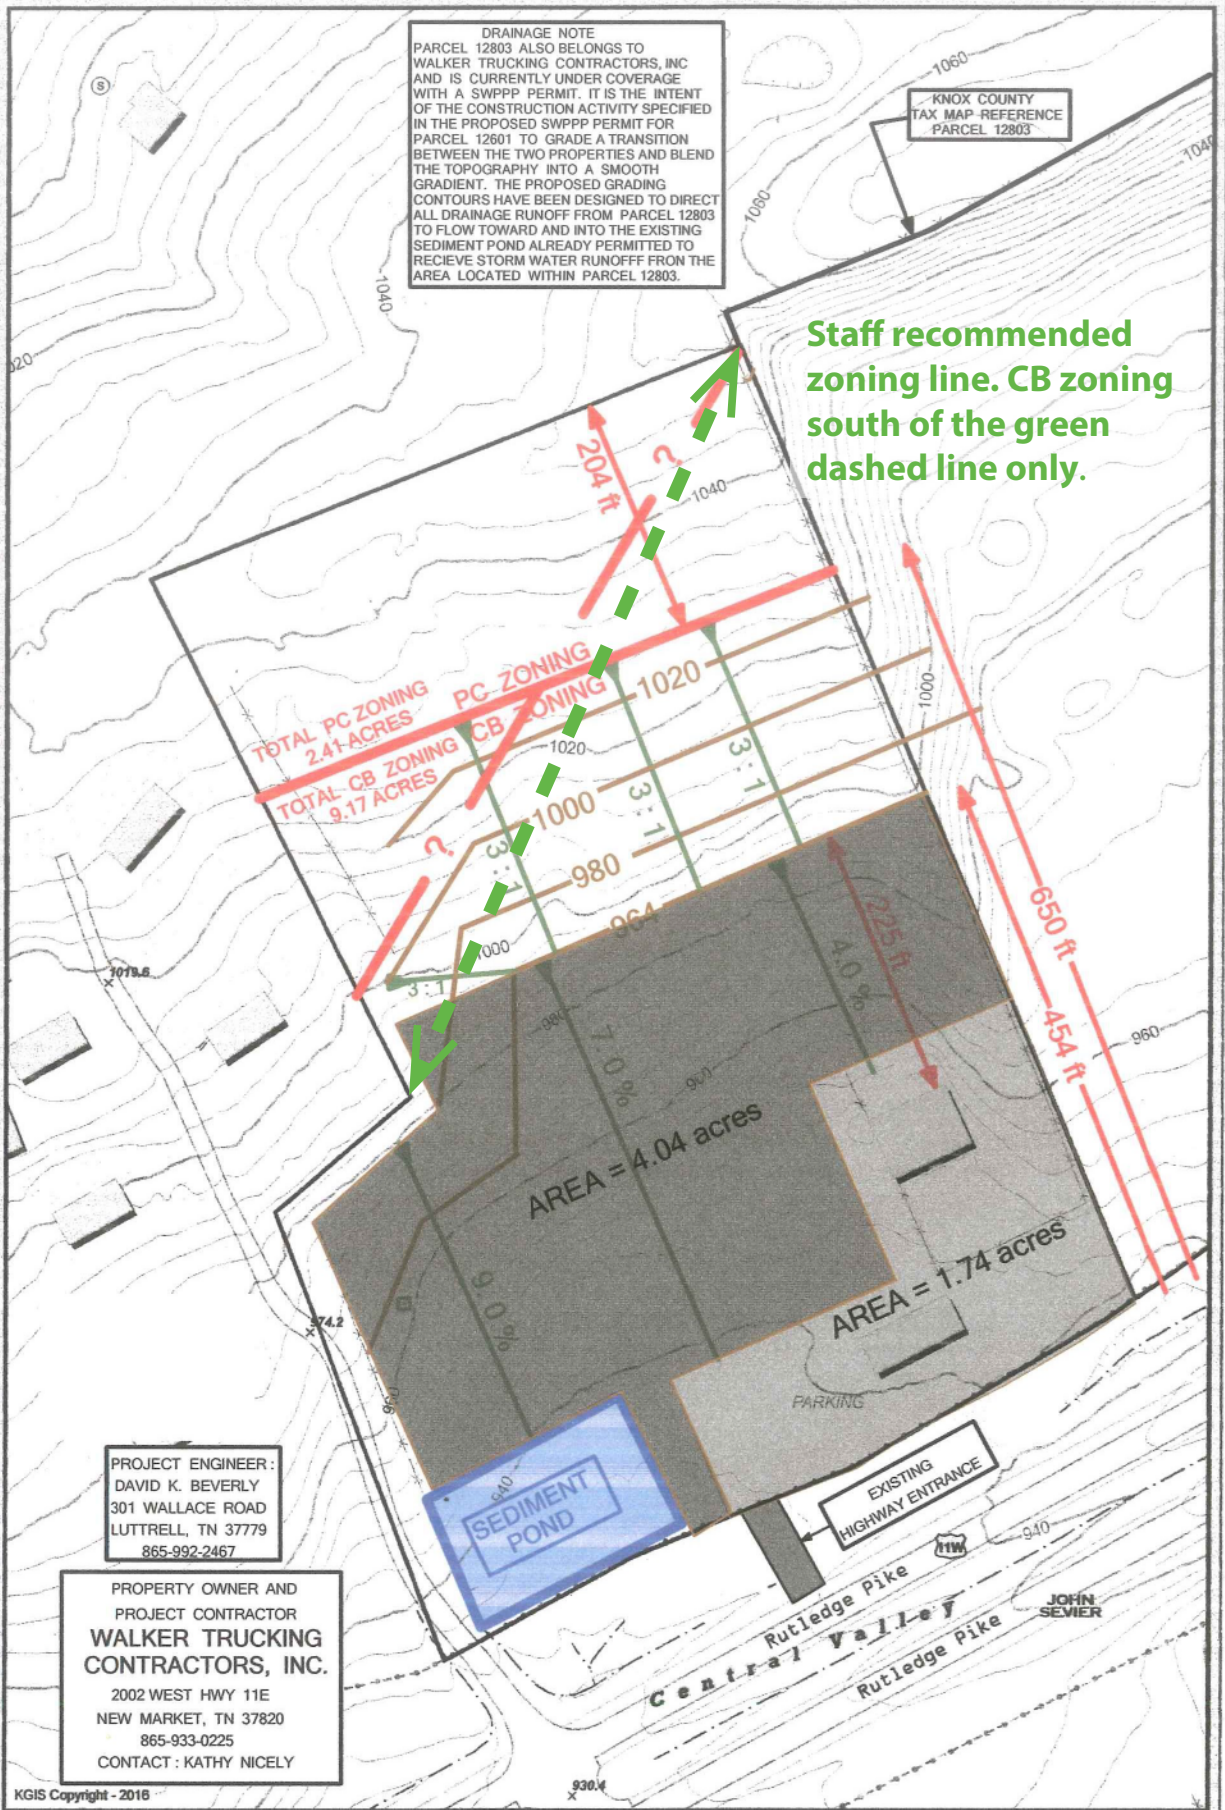 DRAINAGE NOTE
PARCEL 12803 ALSO BELONGS TO
WALKER TRUCKING CONTRACTORS, INC
AND IS CURRENTLY UNDER COVERAGE
WITH A SWPPP PERMIT. IT IS THE INTENT
OF THE CONSTRUCTION ACTIVITY SPECIFIED
IN THE PROPOSED SWPPP PERMIT FOR
PARCEL 12601 TO GRADE A TRANSITION
BETWEEN THE TWO PROPERTIES AND BLEND
THE TOPOGRAPHY INTO A SMOOTH
GRADIENT. THE PROPOSED GRADING
CONTOURS HAVE BEEN DESIGNED TO DIRECT
ALL DRAINAGE RUNOFF FROM PARCEL 12803
TO FLOW TOWARD AND INTO THE EXISTING
SEDIMENT POND ALREADY PERMITTED TO
RECIEVE STORM WATER RUNOFFF FRON THE
AREA LOCATED WITHIN PARCEL 12803.
S
1060
KNOX COUNTY
TAX MAP REFERENCE
PARCEL 12803
1040
1060
1040
020
Staff recommended
zoning line. CB zoning
south of the green
dashed line only.
204 ft
?
1040
PC ZONING
CB ZONING
TOTAL PC ZONING
2.41 ACRES
TOTAL CB ZONING
9.17 ACRES
1020
1020
1000
3 : 1
3 : 1
1000
?
3 : 1
980
964
1000
3 : 1
1019.6
225 ft
650 ft
454 ft
4.0 %
980
7.0 %
960
960
AREA = 4.04 acres
AREA = 1.74 acres
9.0 %
974.2
960
PARKING
940
SEDIMENT
POND
EXISTING
HIGHWAY ENTRANCE
11W
940
Rutledge Pike
Central Valley
Rutledge Pike
JOHN
SEVIER
PROJECT ENGINEER :
DAVID K. BEVERLY
301 WALLACE ROAD
LUTTRELL, TN 37779
865-992-2467
PROPERTY OWNER AND
PROJECT CONTRACTOR
WALKER TRUCKING
CONTRACTORS, INC.
2002 WEST HWY 11E
NEW MARKET, TN 37820
865-933-0225
CONTACT : KATHY NICELY
930.4
KGIS Copyright - 2016